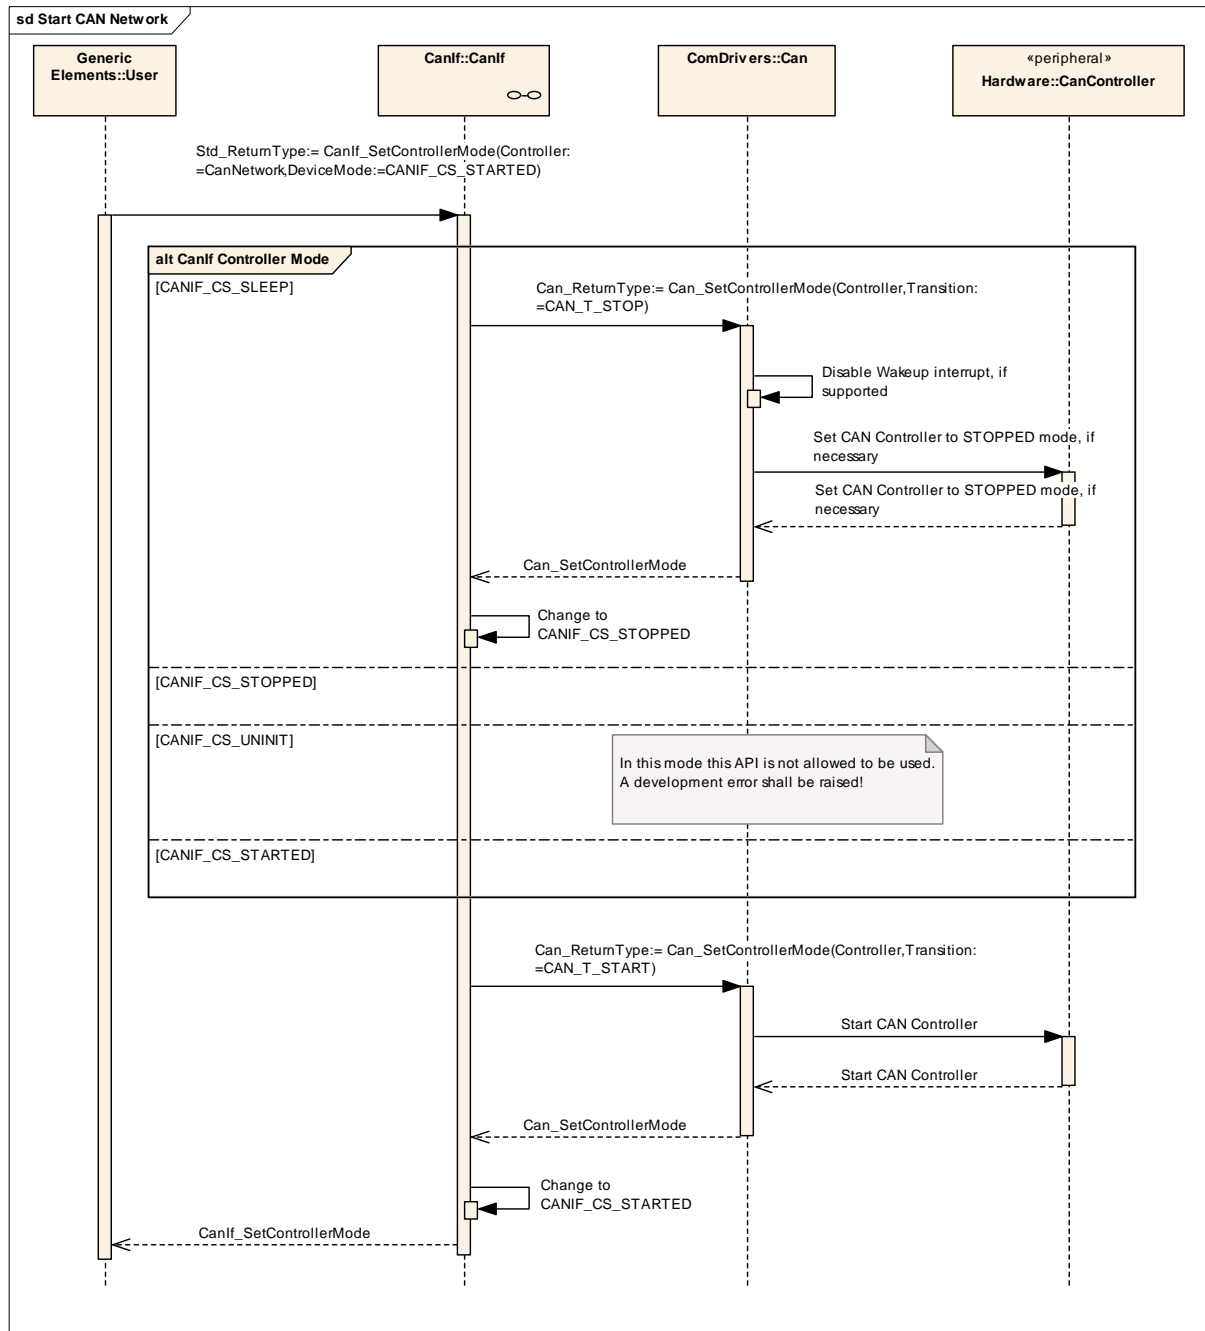 sd Start CAN Network
Generic
Elements::User
CanIf::CanIf
ComDrivers::Can
«peripheral»
Hardware::CanController
Std_ReturnType:= CanIf_SetControllerMode(Controller:
=CanNetwork,DeviceMode:=CANIF_CS_STARTED)
alt CanIf Controller Mode
[CANIF_CS_SLEEP]
Can_ReturnType:= Can_SetControllerMode(Controller,Transition:
=CAN_T_STOP)
Disable Wakeup interrupt, if
supported
Set CAN Controller to STOPPED mode, if
necessary
Set CAN Controller to STOPPED mode, if
necessary
Can_SetControllerMode
Change to
CANIF_CS_STOPPED
[CANIF_CS_STOPPED]
[CANIF_CS_UNINIT]
In this mode this API is not allowed to be used.
A development error shall be raised!
[CANIF_CS_STARTED]
Can_ReturnType:= Can_SetControllerMode(Controller,Transition:
=CAN_T_START)
Start CAN Controller
Start CAN Controller
Can_SetControllerMode
Change to
CANIF_CS_STARTED
CanIf_SetControllerMode